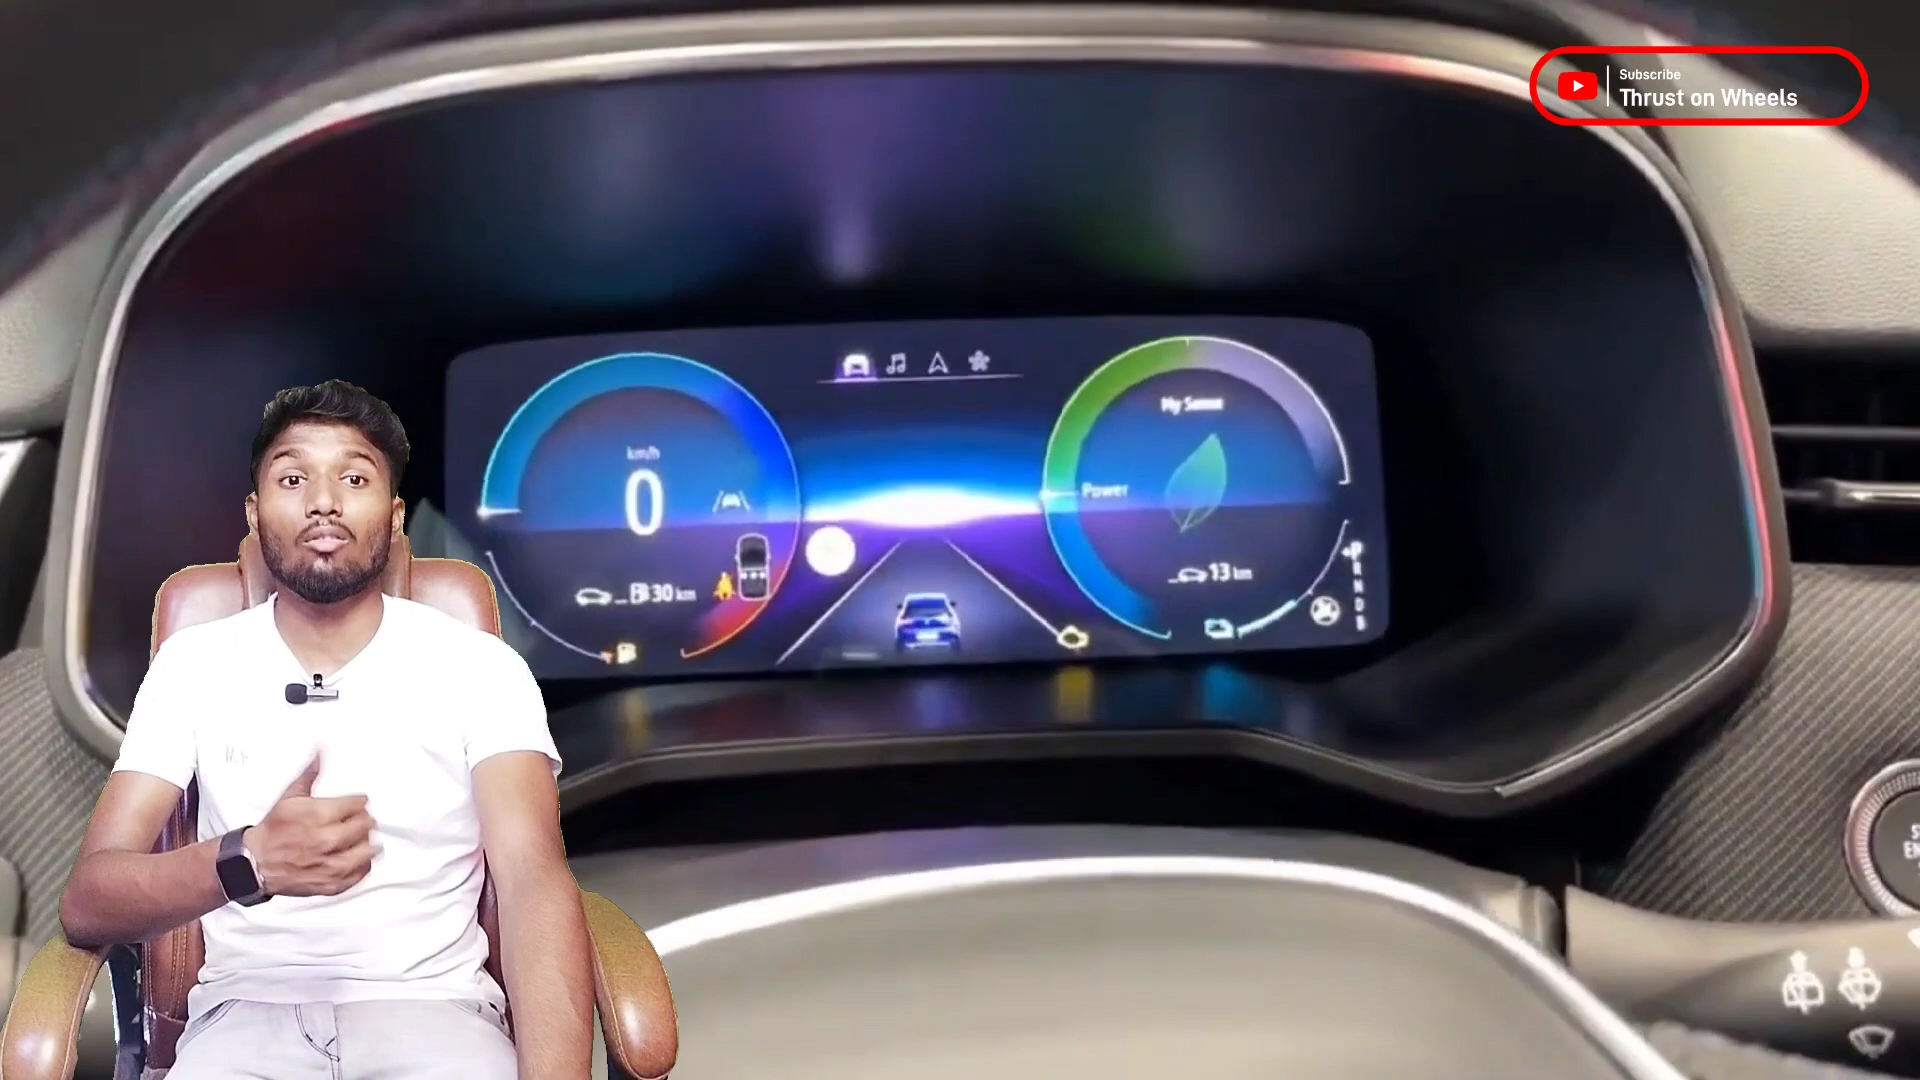 Subscribe
Thrust on Wheels
My Sense
km/h
0
Power
30 km
13 km
P
R
N
D
B